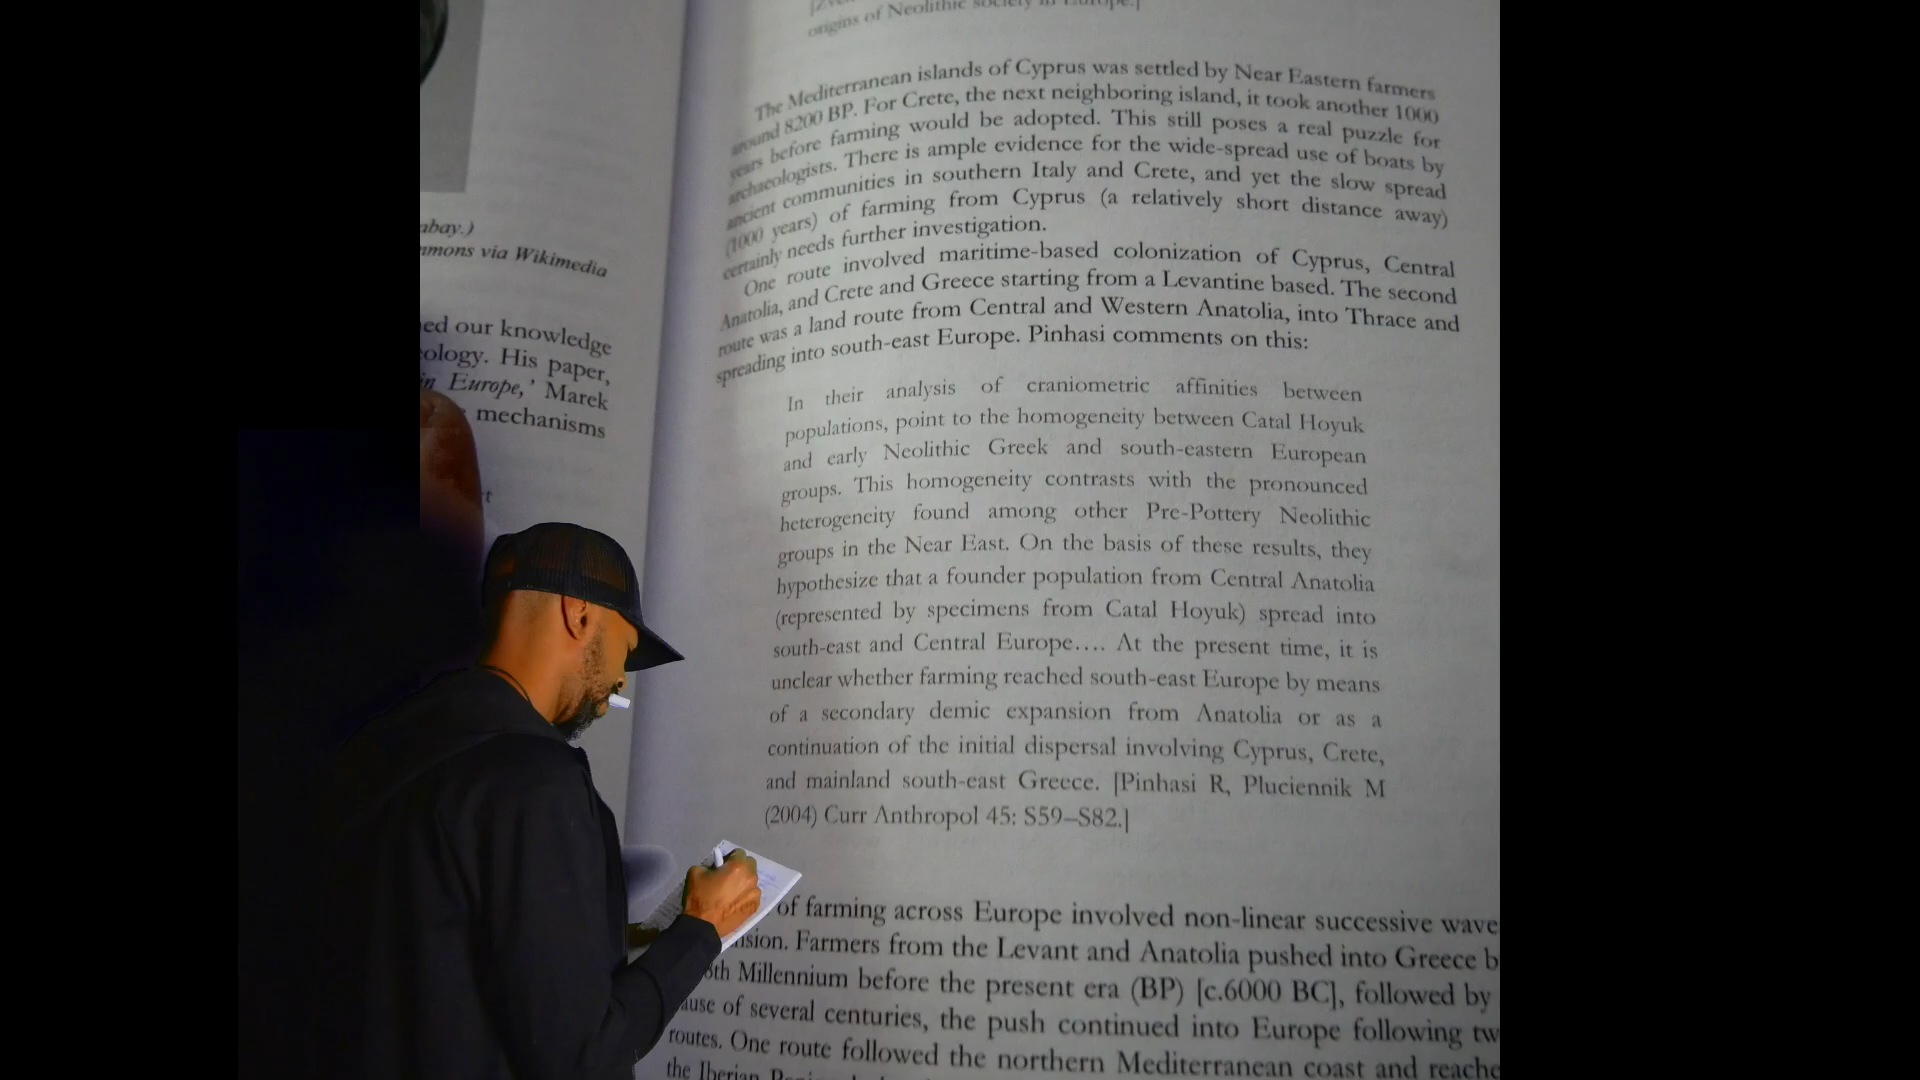 abay.)
mmons via Wikimedia
ed our knowledge
ology. His paper,
in Europe,' Marek
mechanisms
origins of Neolithic society in Europe.]
The Mediterranean islands of Cyprus was settled by Near Eastern farmers
around 8200 BP. For Crete, the next neighboring island, it took another 1000
years before farming would be adopted. This still poses a real puzzle for
archaeologists. There is ample evidence for the wide-spread use of boats by
ancient communities in southern Italy and Crete, and yet the slow spread
(1000 years) of farming from Cyprus (a relatively short distance away)
certainly needs further investigation.
One route involved maritime-based colonization of Cyprus, Central
Anatolia, and Crete and Greece starting from a Levantine based. The second
route was a land route from Central and Western Anatolia, into Thrace and
spreading into south-east Europe. Pinhasi comments on this:
In their analysis of craniometric affinities between
populations, point to the homogeneity between Catal Hoyuk
and early Neolithic Greek and south-eastern European
groups. This homogeneity contrasts with the pronounced
heterogeneity found among other Pre-Pottery Neolithic
groups in the Near East. On the basis of these results, they
hypothesize that a founder population from Central Anatolia
(represented by specimens from Catal Hoyuk) spread into
south-east and Central Europe.... At the present time, it is
unclear whether farming reached south-east Europe by means
of a secondary demic expansion from Anatolia or as a
continuation of the initial dispersal involving Cyprus, Crete,
and mainland south-east Greece. [Pinhasi R, Pluciennik M
(2004) Curr Anthropol 45: S59–S82.]
of farming across Europe involved non-linear successive wave
nsion. Farmers from the Levant and Anatolia pushed into Greece b
8th Millennium before the present era (BP) [c.6000 BC], followed by
ause of several centuries, the push continued into Europe following tw
routes. One route followed the northern Mediterranean coast and reache
the Iberian